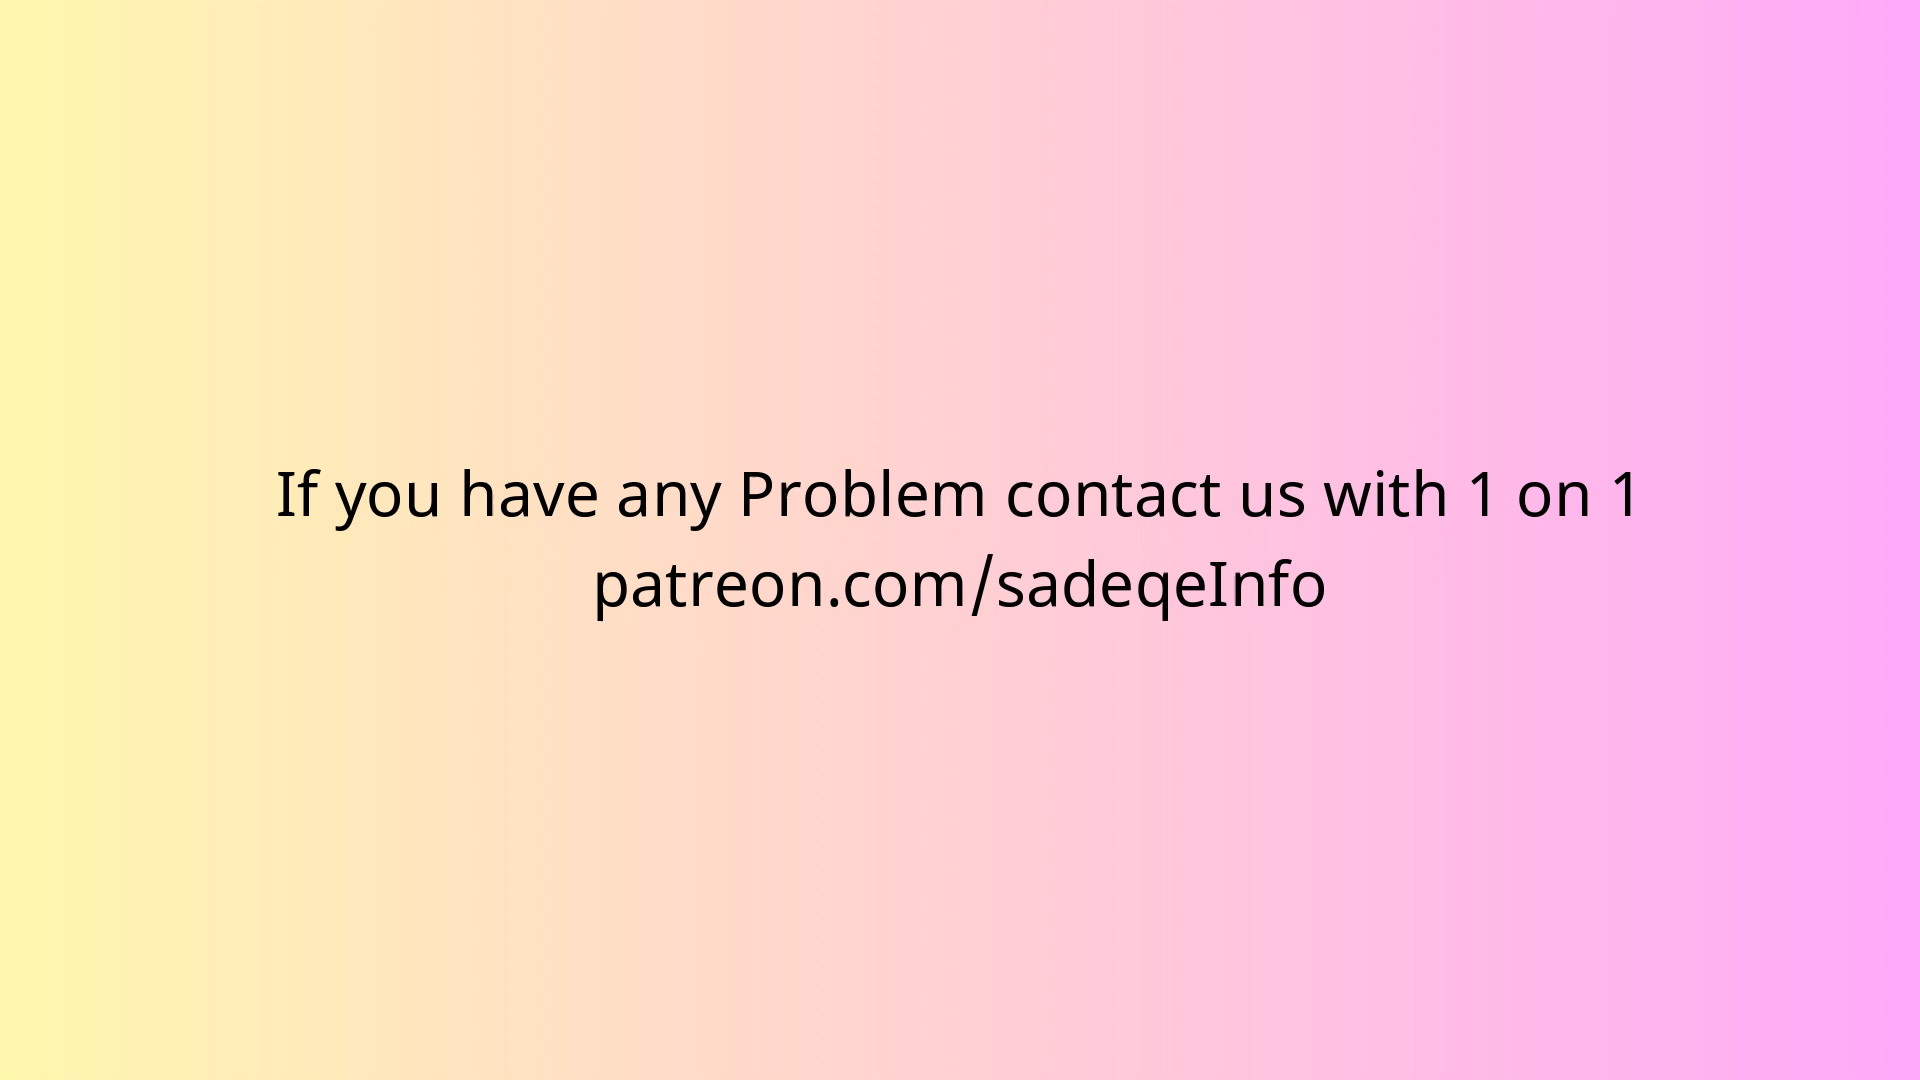 If you have any Problem contact us with 1 on 1
patreon.com/sadeqeInfo